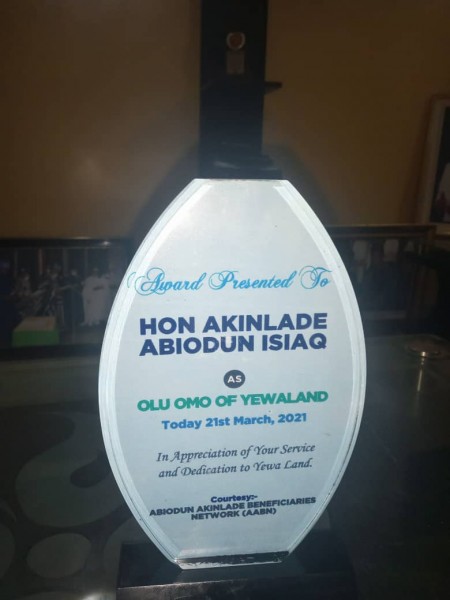 Award Presented To
HON AKINLADE
ABIODUN ISIAQ
AS
OLU OMO OF YEWALAND
Today 21st March, 2021
In Appreciation of Your Service
and Dedication to Yewa Land.
Courtesy:-
ABIODUN AKINLADE BENEFICIARIES
NETWORK (AABN)